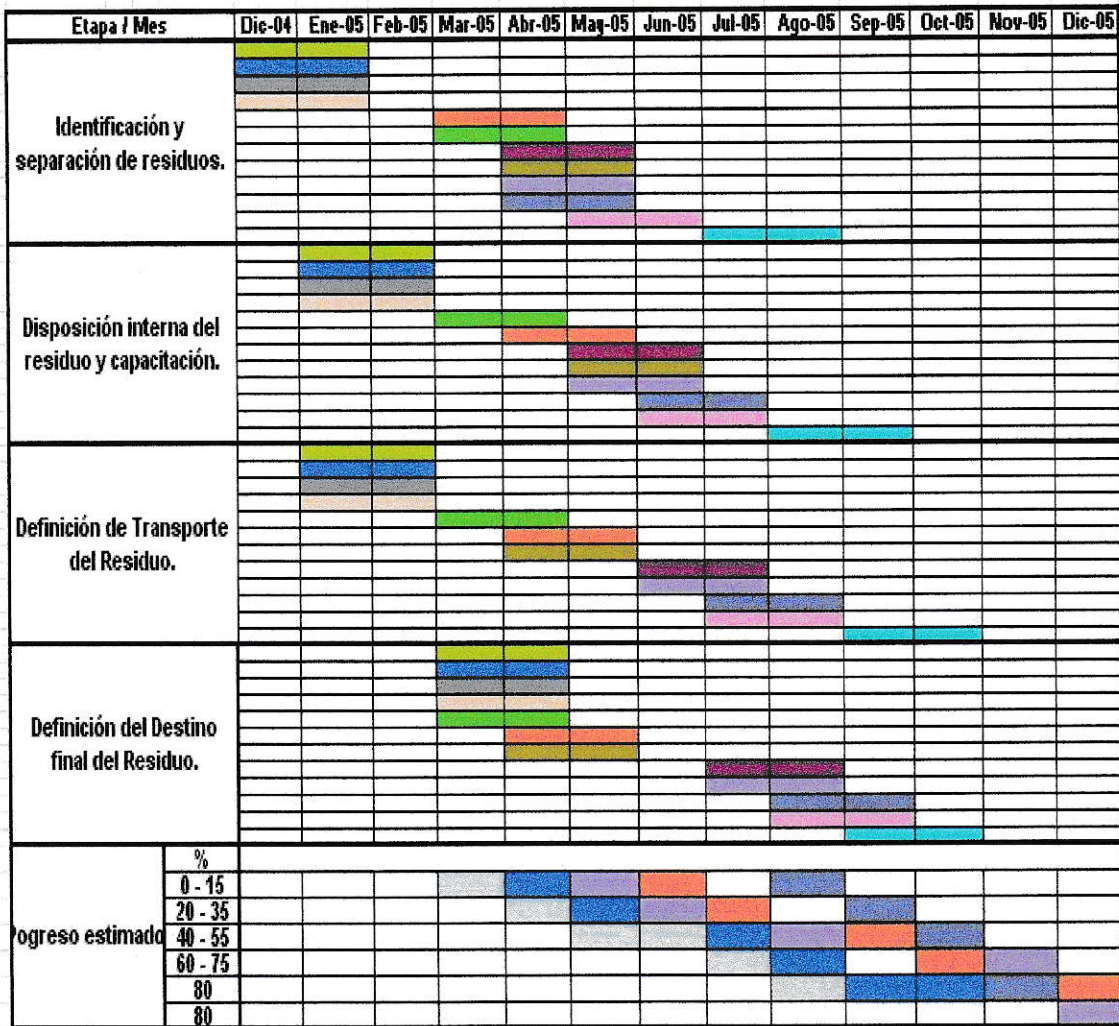 Etapa / Mes Dic-04 Ene-05 Feb-05 Mar-05 Abr-05 May-05 Jun-05 Jul-05 Ago-05 Sep-05 Oct-05 Nov-05 Dic-05
Identificación y
separación de residuos.
Disposición interna del
residuo y capacitación.
Definición de Transporte
del Residuo.
Definición del Destino
final del Residuo.
%
0 - 15
20 - 35
Pogreso estimado 40 - 55
60 - 75
80
80